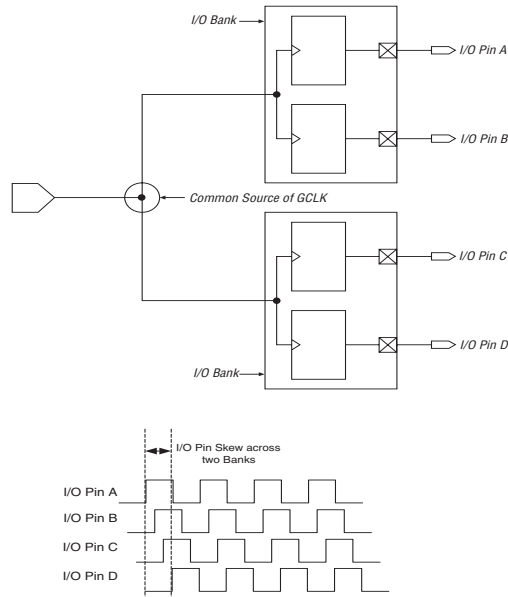 I/O Bank
I/O Pin A
I/O Pin B
Common Source of GCLK
I/O Pin C
I/O Pin D
I/O Bank
I/O Pin Skew across
two Banks
I/O Pin A
I/O Pin B
I/O Pin C
I/O Pin D